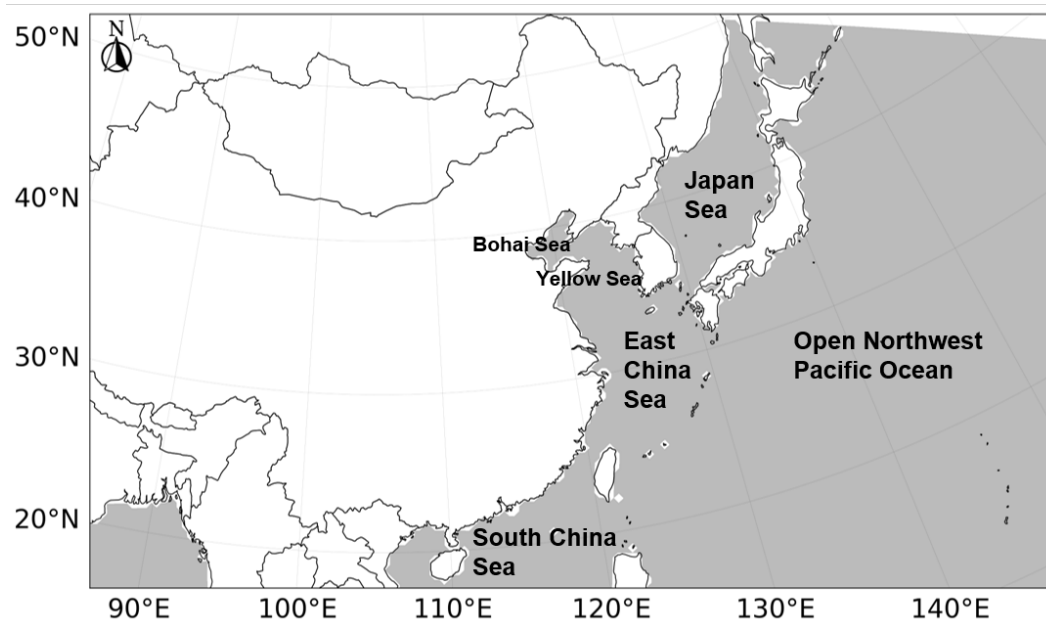 50°N
N
40°N
Japan
Sea
Bohai Sea
Yellow Sea
30°N
East
China
Sea
Open Northwest
Pacific Ocean
20°N
South China
Sea
90°E 100°E 110°E 120°E 130°E 140°E